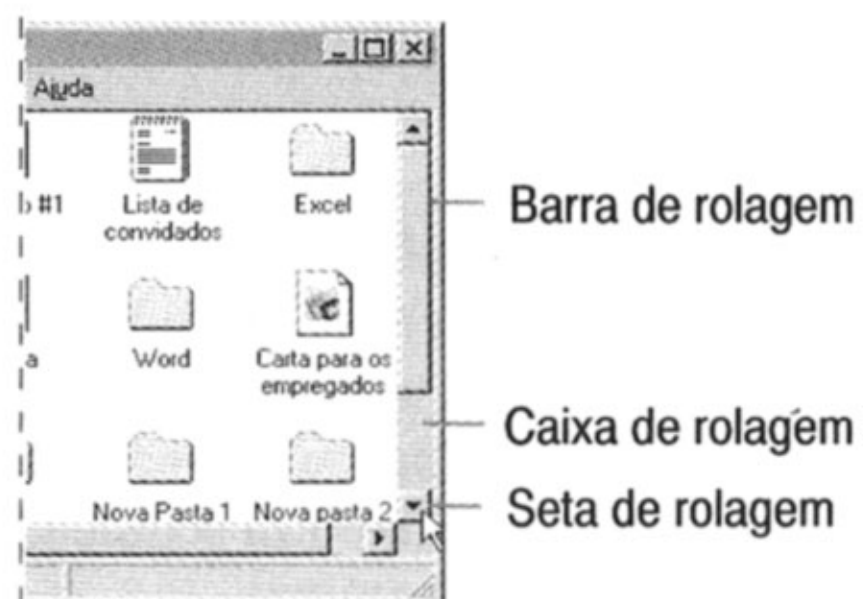 Ajuda
#1
Lista de
convidados
Excel
Barra de rolagem
a
Word
Carta para os
empregados
Caixa de rolagem
Nova Pasta 1
Nova pasta 2
Seta de rolagem